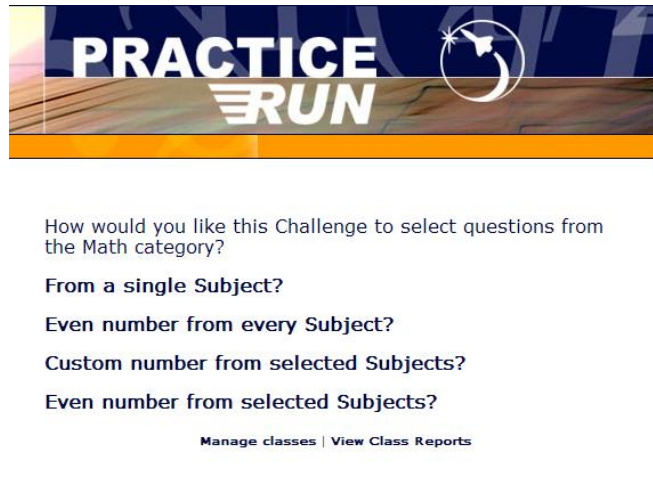 PRACTICE
RUN
How would you like this Challenge to select questions from
the Math category?
From a single Subject?
Even number from every Subject?
Custom number from selected Subjects?
Even number from selected Subjects?
Manage classes | View Class Reports